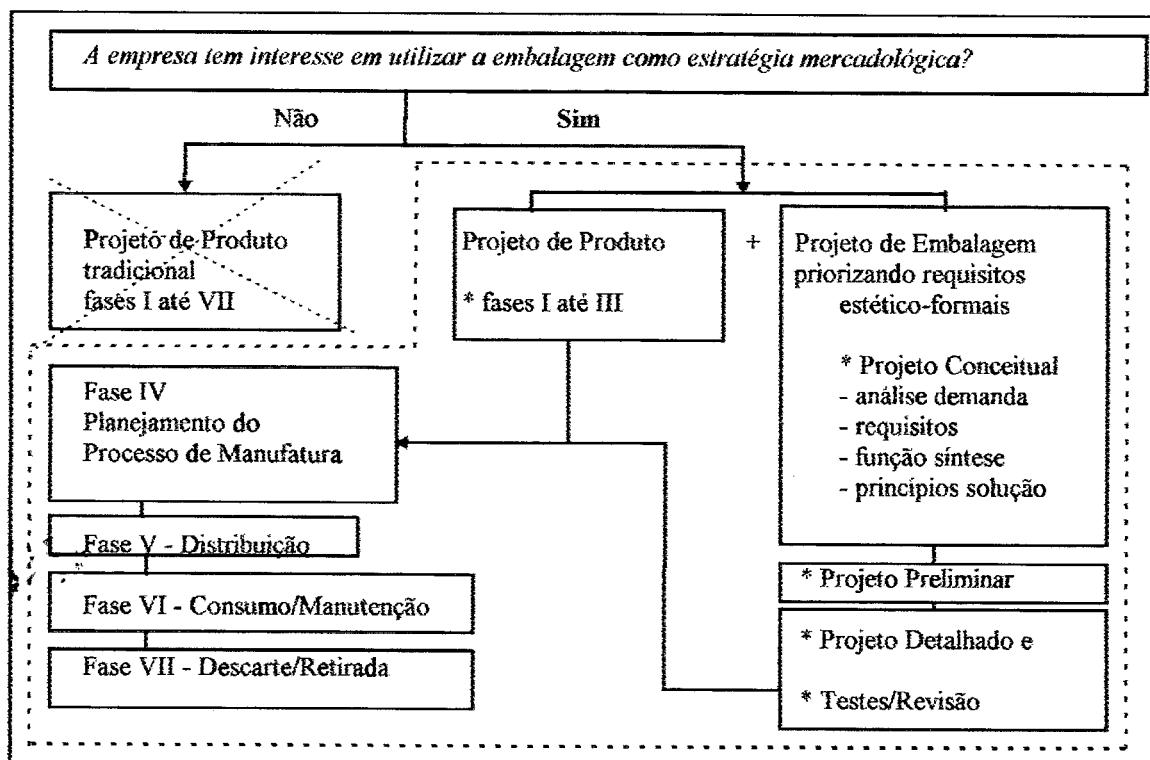 A empresa tem interesse em utilizar a embalagem como estratégia mercadológica?
Não
Sim
Projeto de Produto
tradicional
fases I até VII
Projeto de Produto
* fases I até III
+
Projeto de Embalagem
priorizando requisitos
estético-formais
* Projeto Conceitual
- análise demanda
- requisitos
- função síntese
- princípios solução
* Projeto Preliminar
* Projeto Detalhado e
* Testes/Revisão
Fase IV
Planejamento do
Processo de Manufatura
Fase V - Distribuição
Fase VI - Consumo/Manutenção
Fase VII - Descarte/Retirada